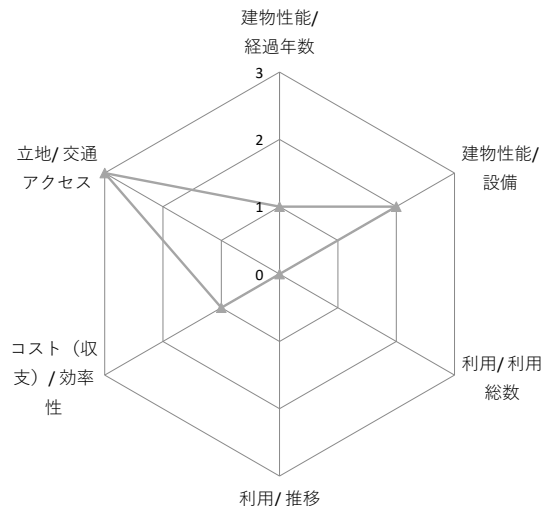 建物性能/
経過年数
3
立地/ 交通
アクセス
2
建物性能/
設備
1
0
コスト（収
支）/ 効率
性
利用/ 利用
総数
利用/ 推移